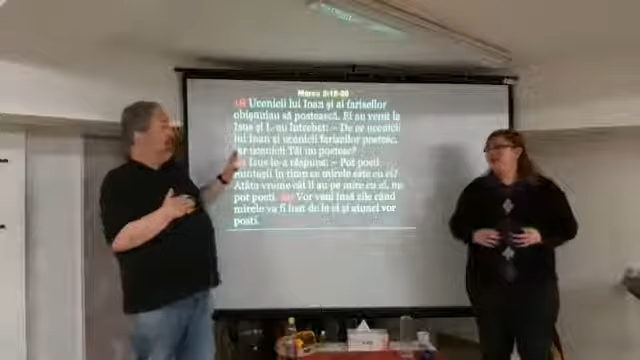 Marcu 2:18-20
Ucenicii lui Ioan și ai fariseilor
obișnuiau să postească. Ei au venit la
Isus și L-au întrebat: – De ce ucenicii
lui Ioan și ucenicii fariseilor postesc,
iar ucenicii Tăi nu postesc?
Isus le-a răspuns: – Pot posti
nuntașii în timp ce mirele este cu ei?
Atâta vreme cât îl au pe mire cu ei, nu
pot posti. Vor veni însă zile când
mirele va fi luat de la ei și atunci vor
posti.